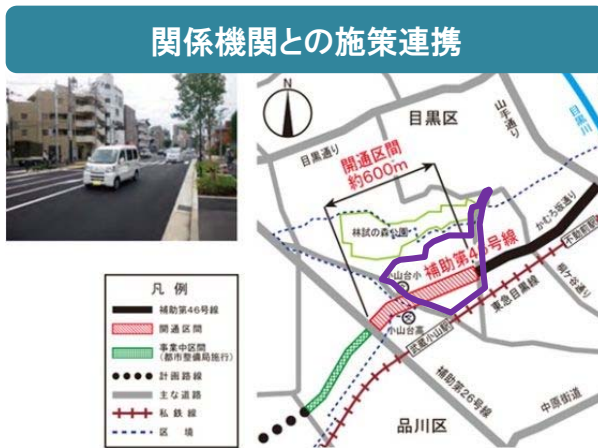 関係機関との施策連携
N
目黒区
山手通り
目黒川
目黒通り
開通区間
約600m
林試の森公園
かむろ坂通り
不動前駅
補助第46号線
小山台小
東急目黒線
小山台高
武蔵小山駅
補助第26号線
中原街道
品川区
凡例
補助第46号線
開通区間
事業中区間
(都市整備局施行)
計画路線
主な道路
私鉄線
区境